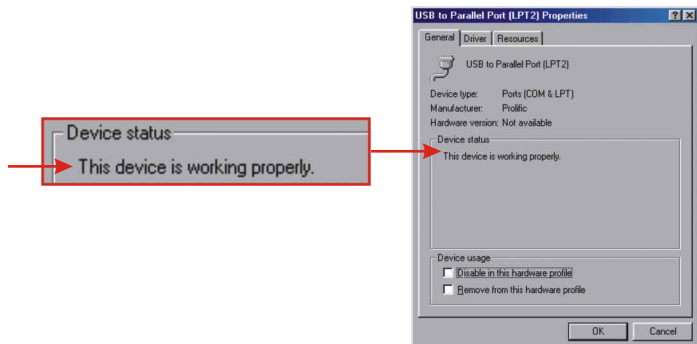 Device status
This device is working properly.
USB to Parallel Port (LPT2) Properties
General Driver Resources
USB to Parallel Port (LPT2)
Device type: Ports (COM & LPT)
Manufacturer: Prolific
Hardware version: Not available
Device status
This device is working properly.
Device usage
Disable in this hardware profile
Remove from this hardware profile
OK Cancel